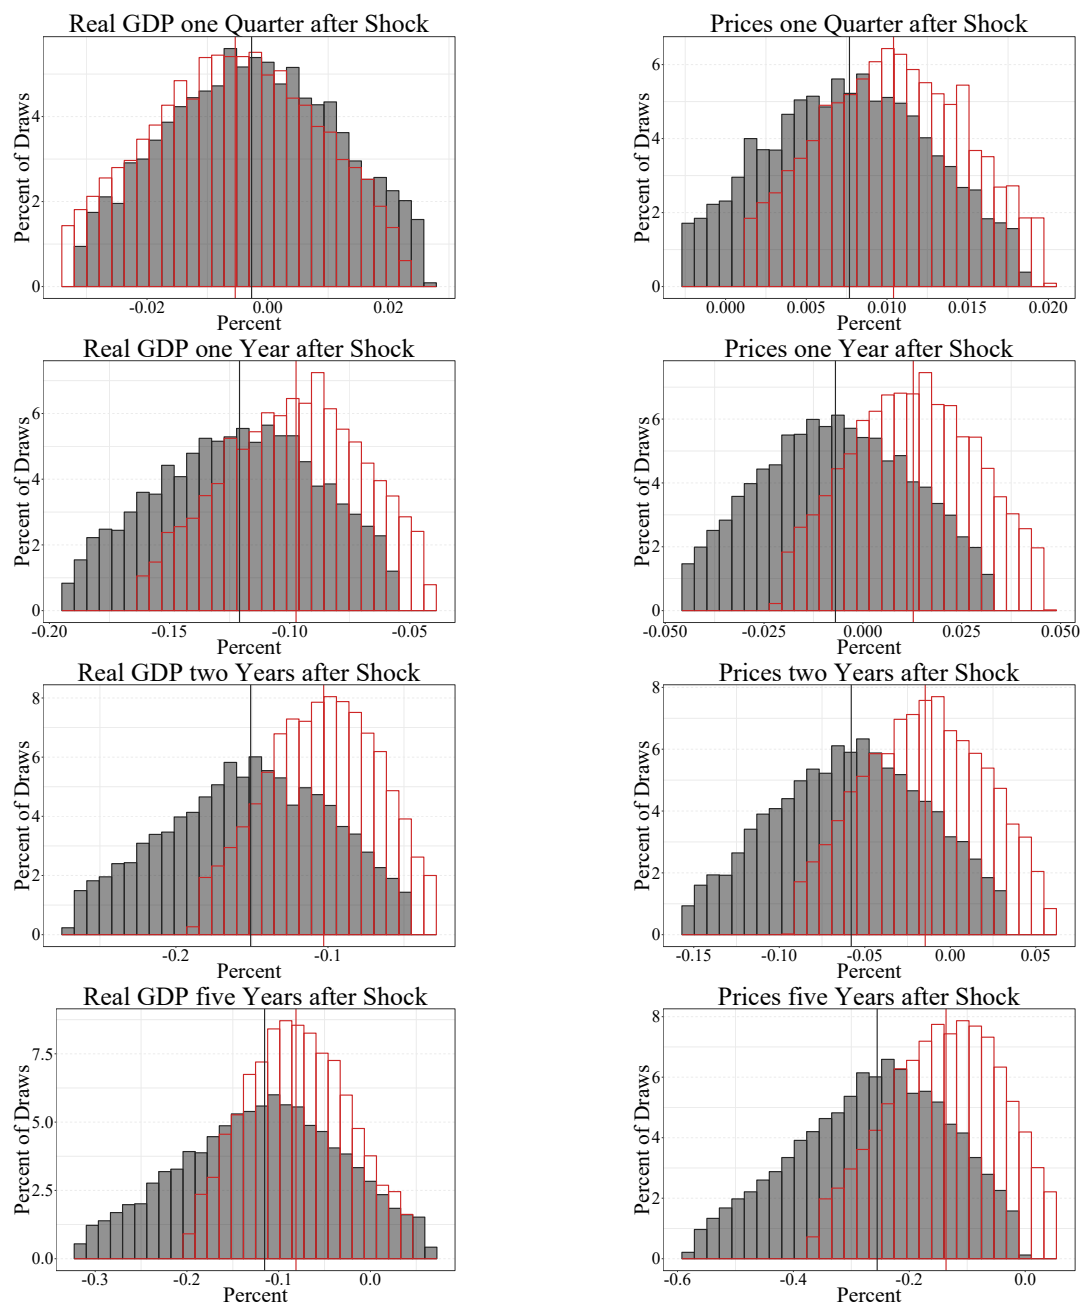 Real GDP one Quarter after Shock
Percent of Draws
4
2
0
-0.02 0.00 0.02
Percent
Prices one Quarter after Shock
Percent of Draws
6
4
2
0
0.000 0.005 0.010 0.015 0.020
Percent
Real GDP one Year after Shock
Percent of Draws
6
4
2
0
-0.20 -0.15 -0.10 -0.05
Percent
Prices one Year after Shock
Percent of Draws
6
4
2
0
-0.050 -0.025 0.000 0.025 0.050
Percent
Real GDP two Years after Shock
Percent of Draws
8
6
4
2
0
-0.2 -0.1
Percent
Prices two Years after Shock
Percent of Draws
8
6
4
2
0
-0.15 -0.10 -0.05 0.00 0.05
Percent
Real GDP five Years after Shock
Percent of Draws
7.5
5.0
2.5
0.0
-0.3 -0.2 -0.1 0.0
Percent
Prices five Years after Shock
Percent of Draws
8
6
4
2
0
-0.6 -0.4 -0.2 0.0
Percent